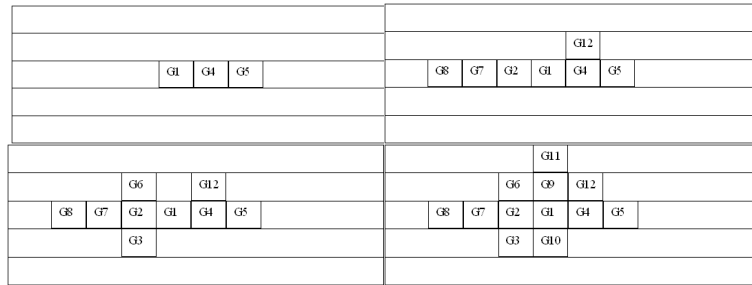 G1 G4 G5
G12
G8 G7 G2 G1 G4 G5
G6 G12
G8 G7 G2 G1 G4 G5
G3
G11
G6 G9 G12
G8 G7 G2 G1 G4 G5
G3 G10